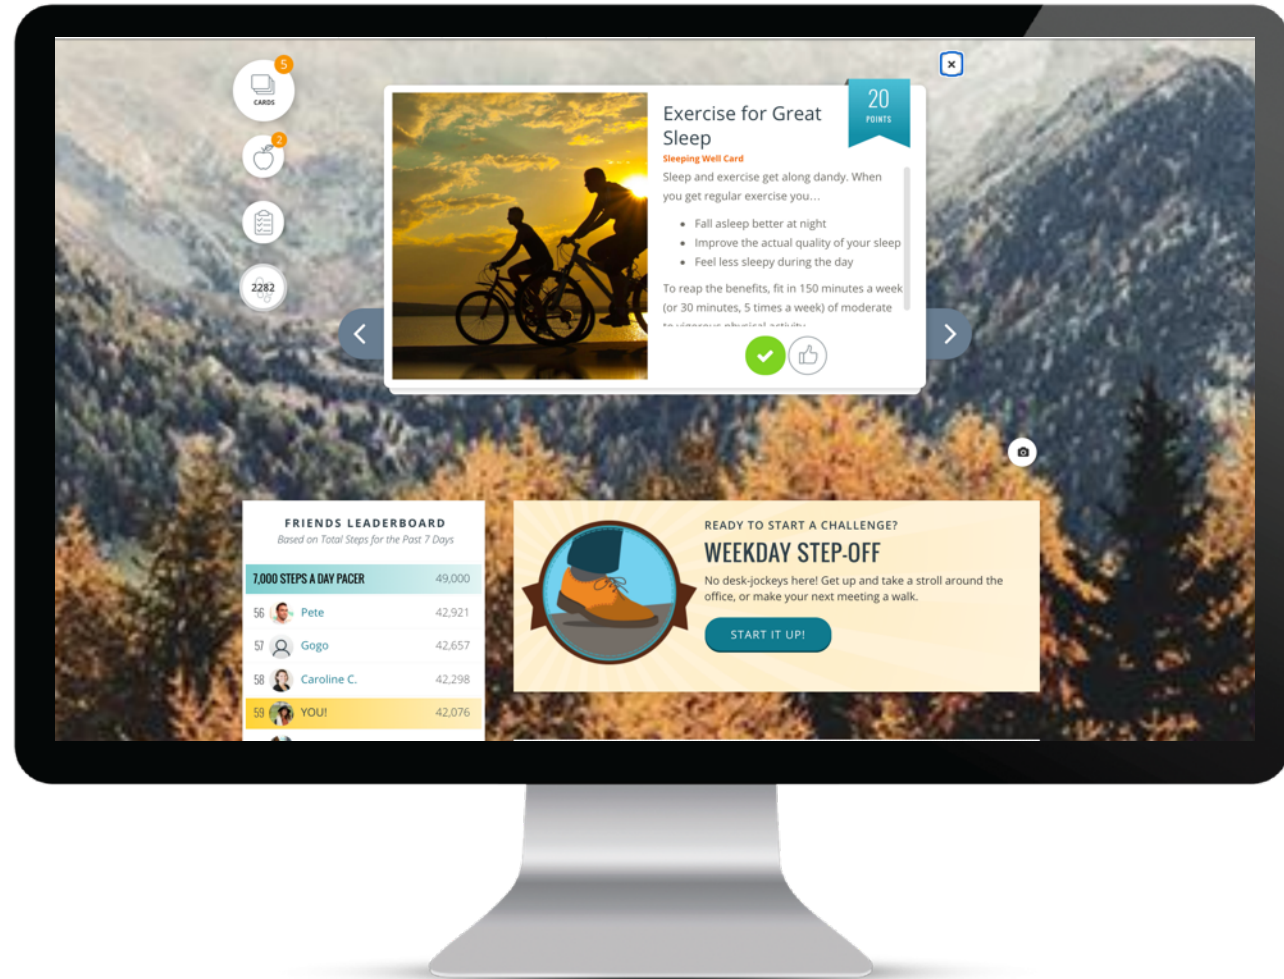 5
CARDS
2
2282
20
POINTS
Exercise for Great
Sleep
Sleeping Well Card
Sleep and exercise get along dandy. When
you get regular exercise you…
• Fall asleep better at night
• Improve the actual quality of your sleep
• Feel less sleepy during the day
To reap the benefits, fit in 150 minutes a week
(or 30 minutes, 5 times a week) of moderate
to vigorous physical activity
FRIENDS LEADERBOARD
Based on Total Steps for the Past 7 Days
7,000 STEPS A DAY PACER 49,000
56 Pete 42,921
57 Gogo 42,657
58 Caroline C. 42,298
59 YOU! 42,076
READY TO START A CHALLENGE?
WEEKDAY STEP-OFF
No desk-jockeys here! Get up and take a stroll around the
office, or make your next meeting a walk.
START IT UP!